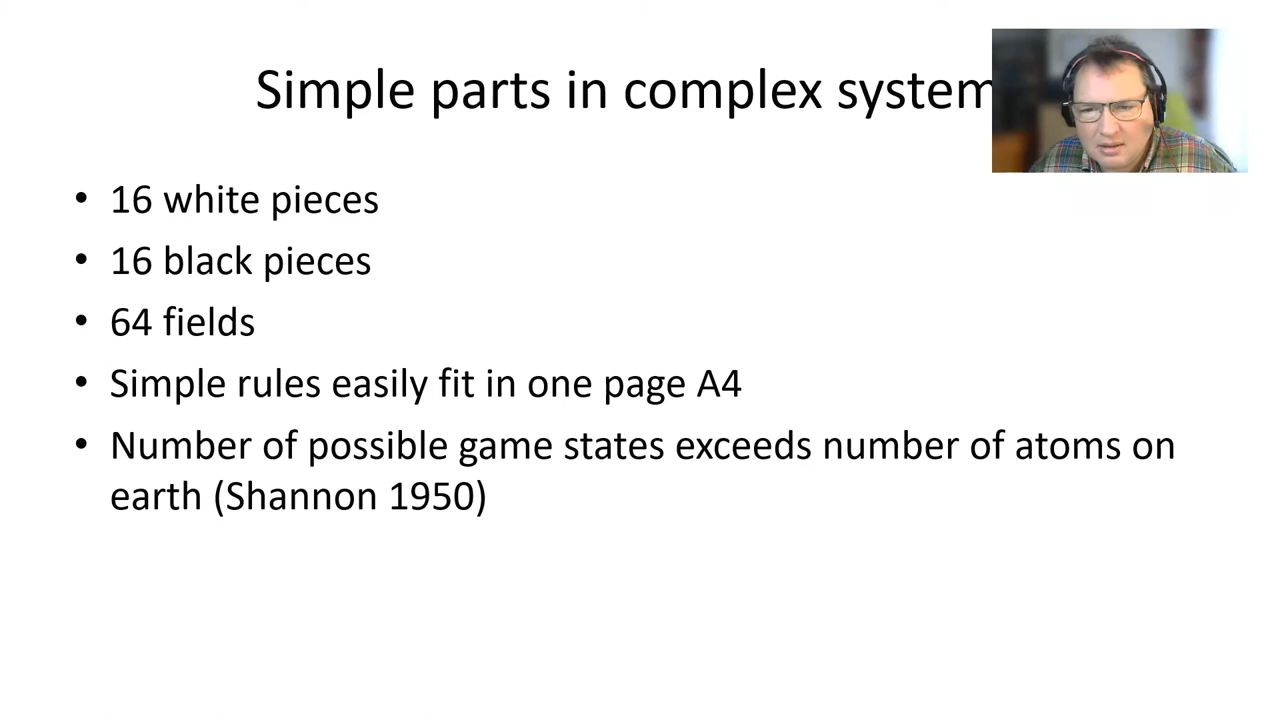 Simple parts in complex system
• 16 white pieces
• 16 black pieces
• 64 fields
• Simple rules easily fit in one page A4
• Number of possible game states exceeds number of atoms on
earth (Shannon 1950)